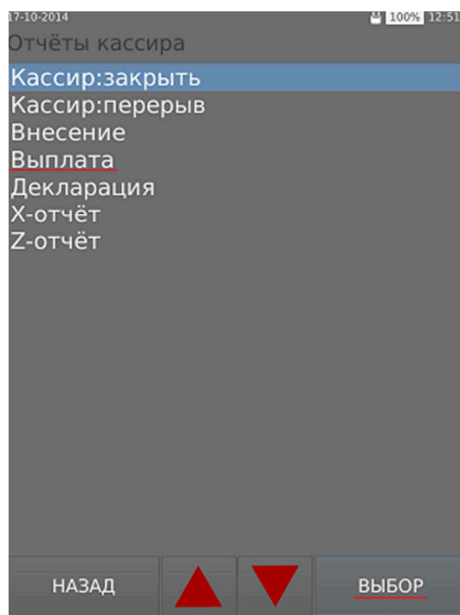 17-10-2014 100% 12:51
Отчёты кассира
Кассир:закрыть
Кассир:перерыв
Внесение
Выплата
Декларация
X-отчёт
Z-отчёт
НАЗАД ВЫБОР